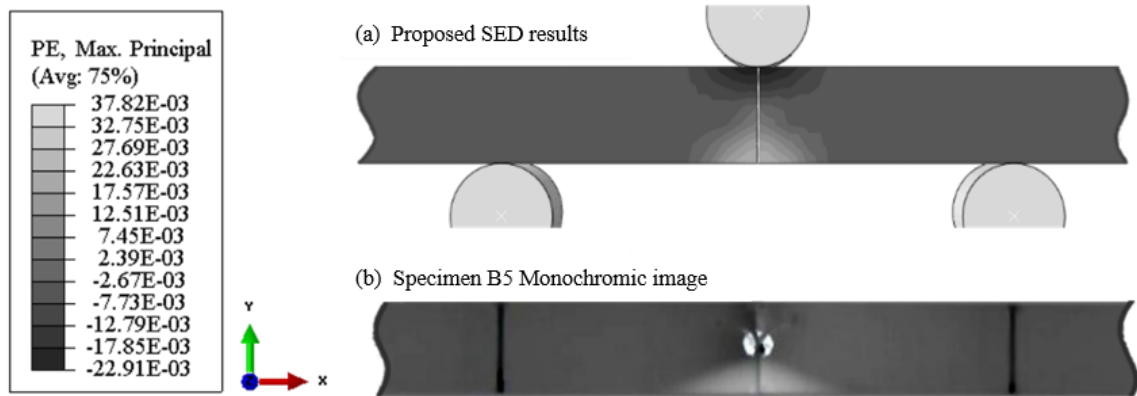 PE, Max. Principal
(Avg: 75%)
37.82E-03
32.75E-03
27.69E-03
22.63E-03
17.57E-03
12.51E-03
7.45E-03
2.39E-03
-2.67E-03
-7.73E-03
-12.79E-03
-17.85E-03
-22.91E-03
Y
X
(a) Proposed SED results
(b) Specimen B5 Monochromic image